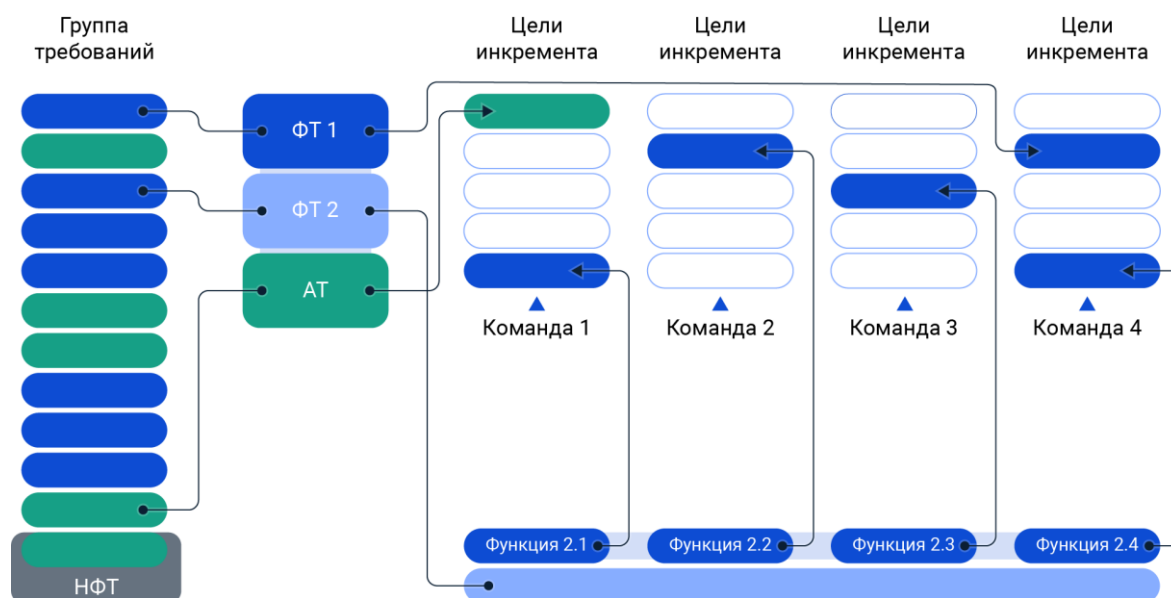 Группа
требований
Цели
инкремента
Цели
инкремента
Цели
инкремента
Цели
инкремента
ФТ 1
ФТ 2
АТ
Команда 1
Команда 2
Команда 3
Команда 4
Функция 2.1
Функция 2.2
Функция 2.3
Функция 2.4
НФТ